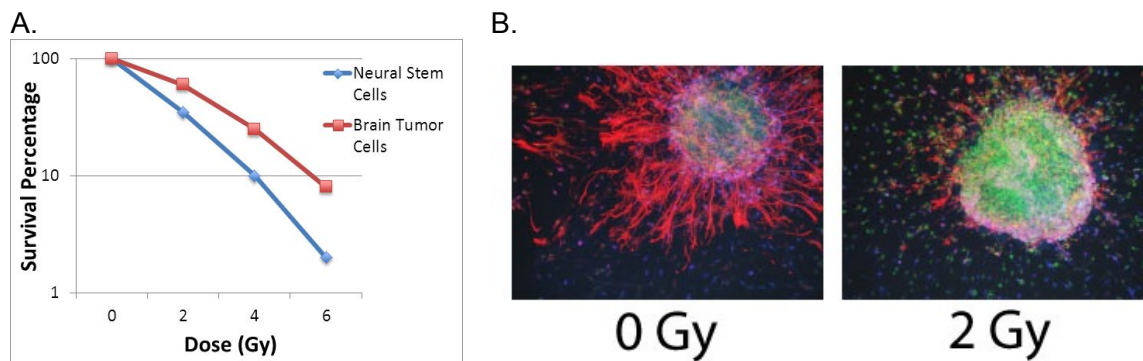 A.
B.
100
10
1
Survival Percentage
0 2 4 6
Dose (Gy)
Neural Stem
Cells
Brain Tumor
Cells
0 Gy
2 Gy